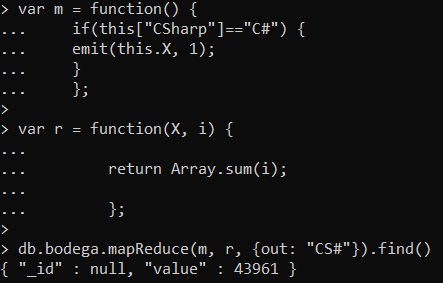 > var m = function() {
... if(this["CSharp"]=="C#") {
... emit(this.X, 1);
... }
... };
>
> var r = function(X, i) {
...
... return Array.sum(i);
...
... };
>
> db.bodega.mapReduce(m, r, {out: "CS#"}).find()
{ "_id" : null, "value" : 43961 }